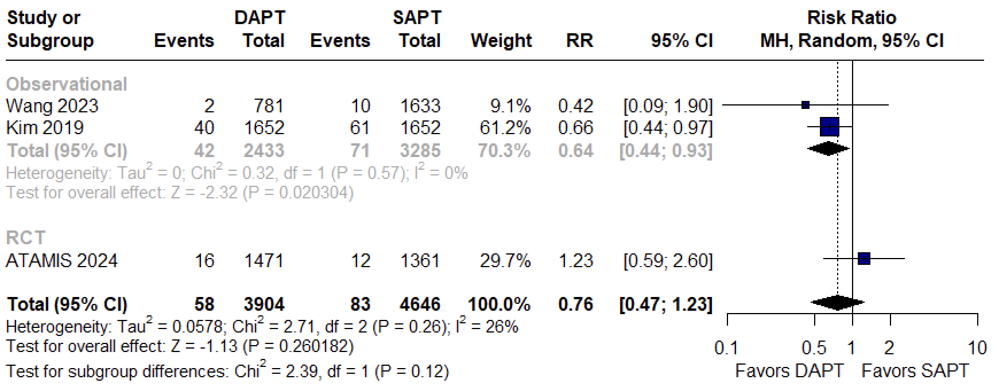 Study or DAPT SAPT Risk Ratio
Subgroup Events Total Events Total Weight RR 95% CI MH, Random, 95% CI
Observational
Wang 2023 2 781 10 1633 9.1% 0.42 [0.09; 1.90]
Kim 2019 40 1652 61 1652 61.2% 0.66 [0.44; 0.97]
Total (95% CI) 42 2433 71 3285 70.3% 0.64 [0.44; 0.93]
Heterogeneity: Tau² = 0; Chi² = 0.32, df = 1 (P = 0.57); I² = 0%
Test for overall effect: Z = -2.32 (P = 0.020304)
RCT
ATAMIS 2024 16 1471 12 1361 29.7% 1.23 [0.59; 2.60]
Total (95% CI) 58 3904 83 4646 100.0% 0.76 [0.47; 1.23]
Heterogeneity: Tau² = 0.0578; Chi² = 2.71, df = 2 (P = 0.26); I² = 26%
Test for overall effect: Z = -1.13 (P = 0.260182)
0.1 0.5 1 2 10
Test for subgroup differences: Chi² = 2.39, df = 1 (P = 0.12)
Favors DAPT Favors SAPT